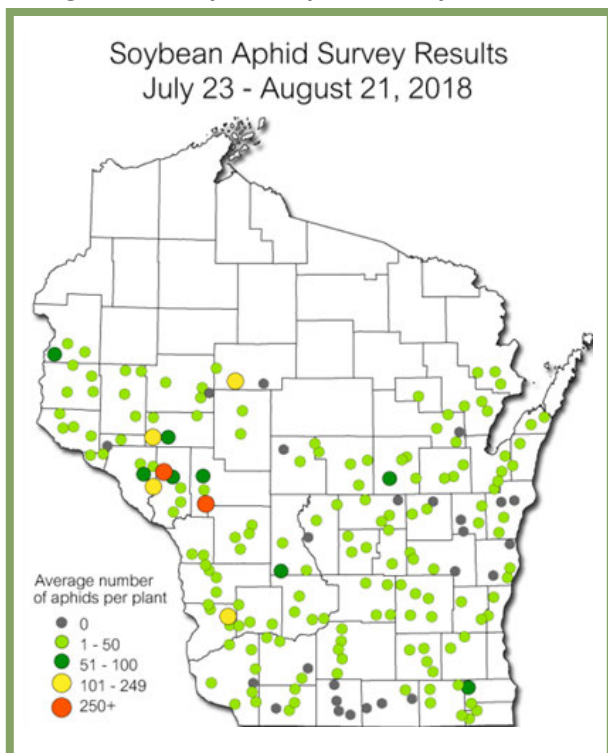 Soybean Aphid Survey Results
July 23 - August 21, 2018
Average number
of aphids per plant
0
1 - 50
51 - 100
101 - 249
250+